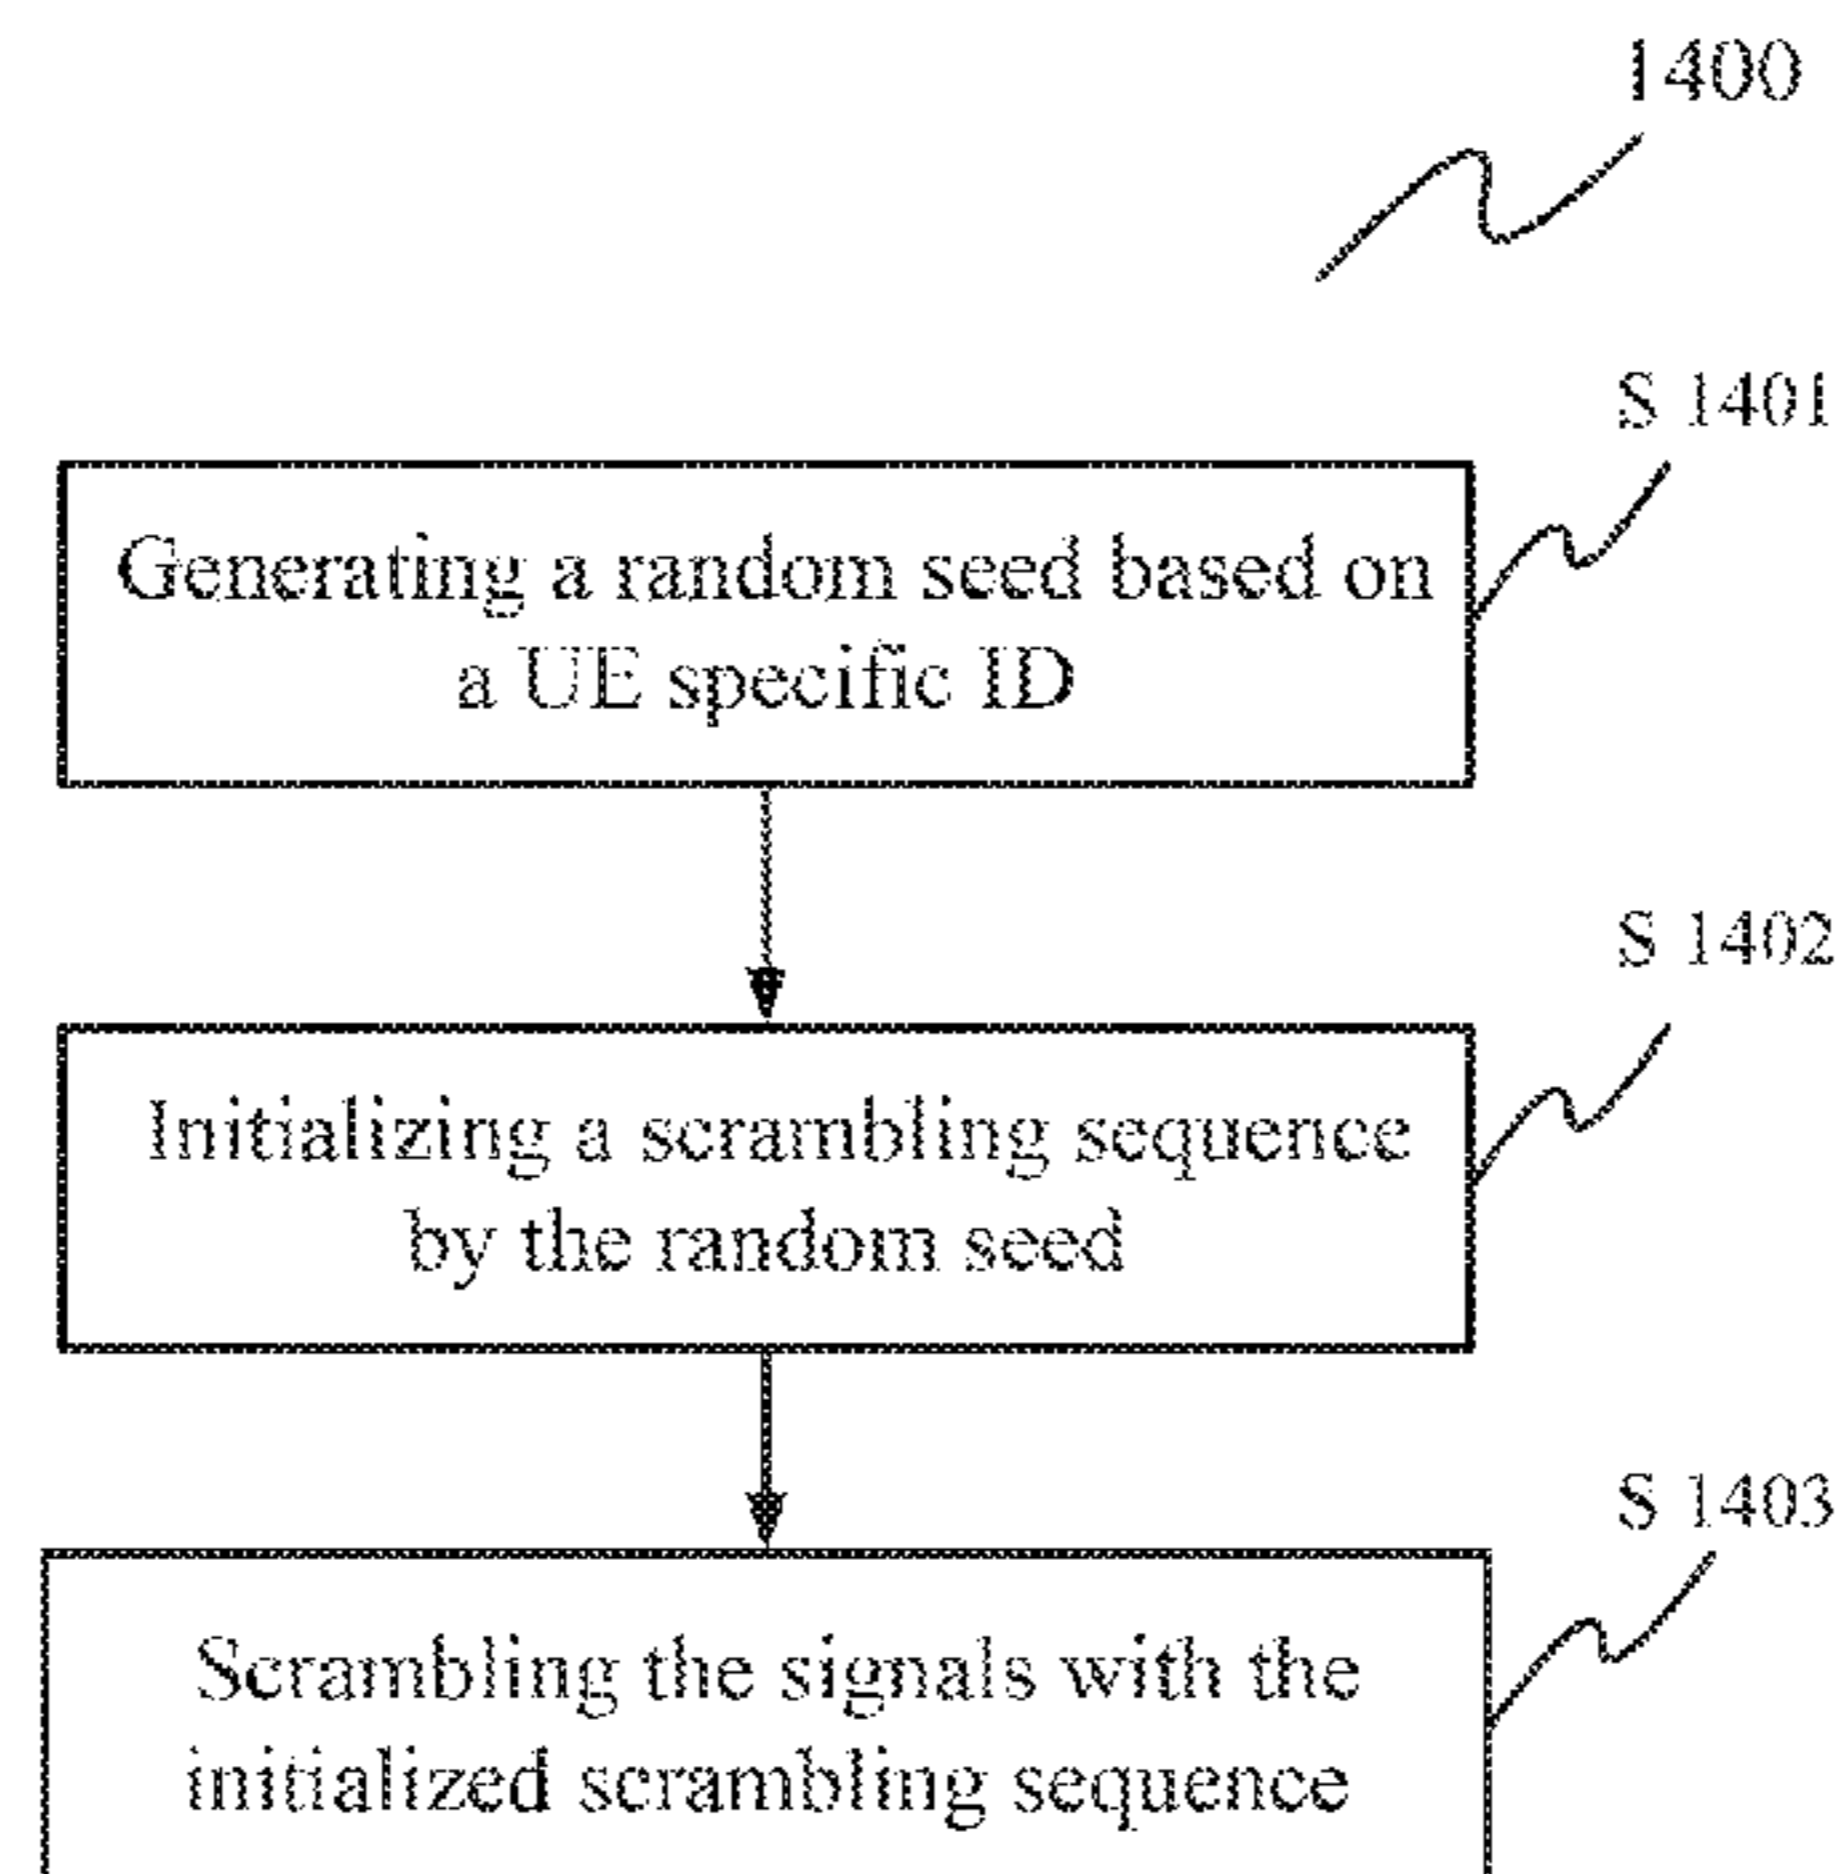 1400
S 1401
Generating a random seed based on
a UE specific ID
S 1402
Initializing a scrambling sequence
by the random seed
S 1403
Scrambling the signals with the
initialized scrambling sequence